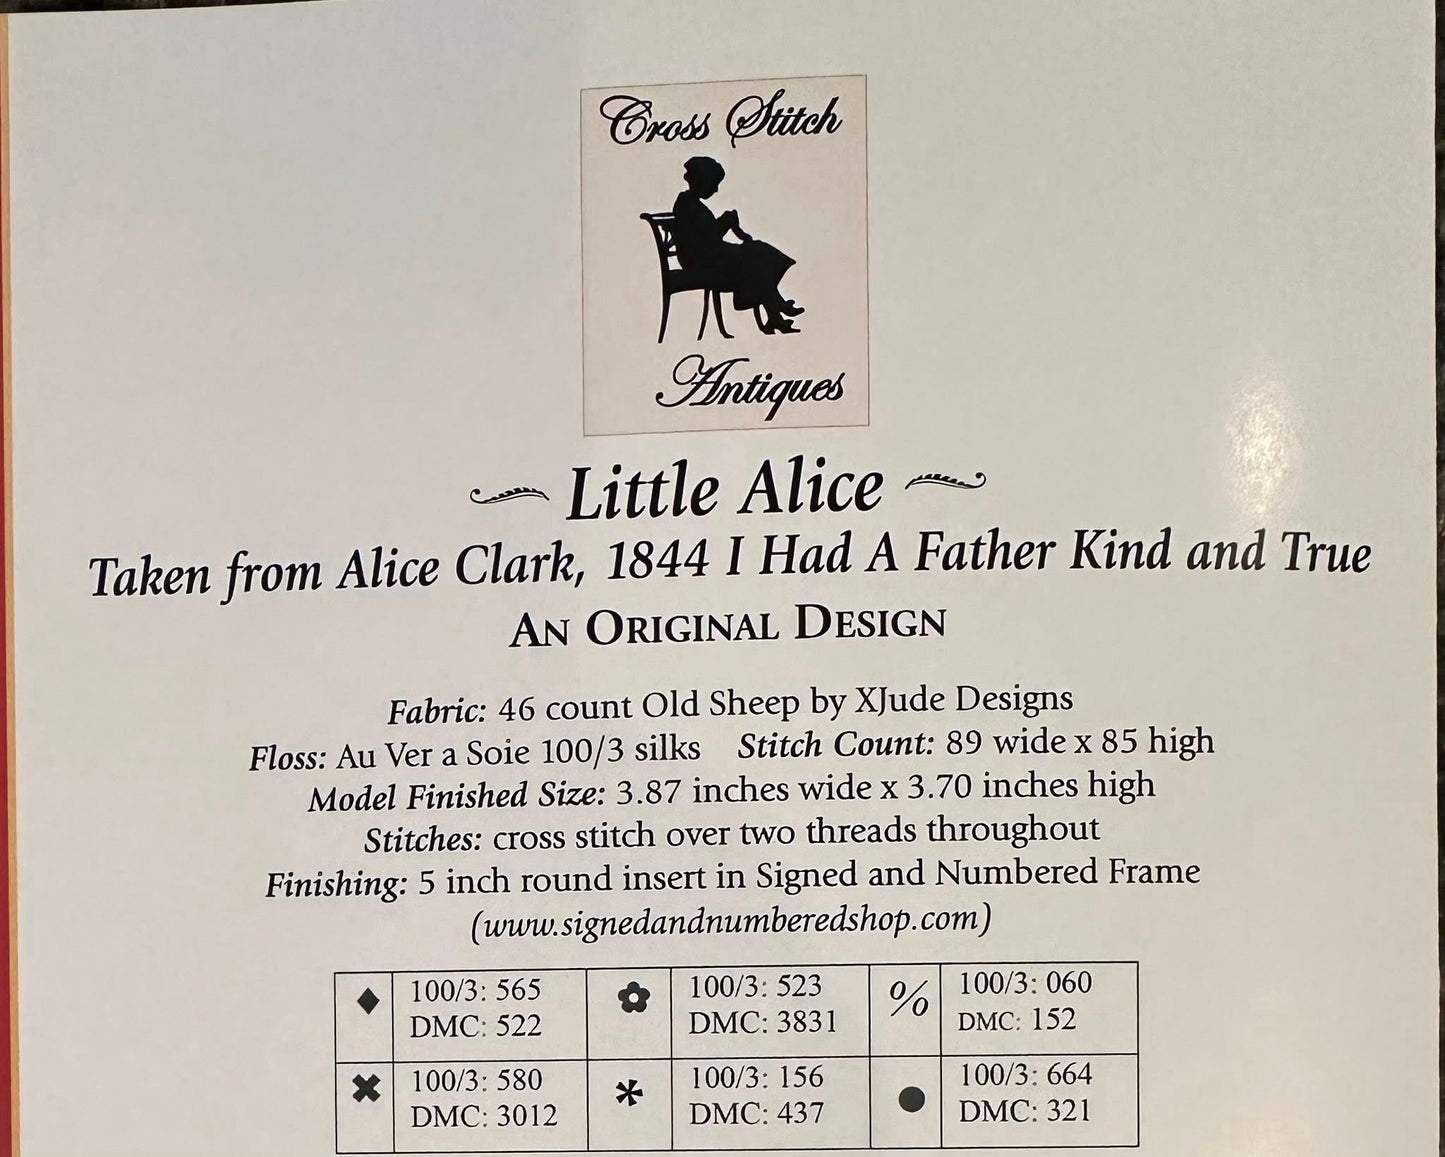 Cross Stitch
Antiques
Little Alice
Taken from Alice Clark, 1844 I Had A Father Kind and True
AN ORIGINAL DESIGN
Fabric: 46 count Old Sheep by XJude Designs
Floss: Au Ver a Soie 100/3 silks Stitch Count: 89 wide x 85 high
Model Finished Size: 3.87 inches wide x 3.70 inches high
Stitches: cross stitch over two threads throughout
Finishing: 5 inch round insert in Signed and Numbered Frame
(www.signedandnumberedshop.com)
◆ 100/3: 565 ✿ 100/3: 523 % 100/3: 060
DMC: 522 DMC: 3831 DMC: 152
✖ 100/3: 580 * 100/3: 156 ● 100/3: 664
DMC: 3012 DMC: 437 DMC: 321